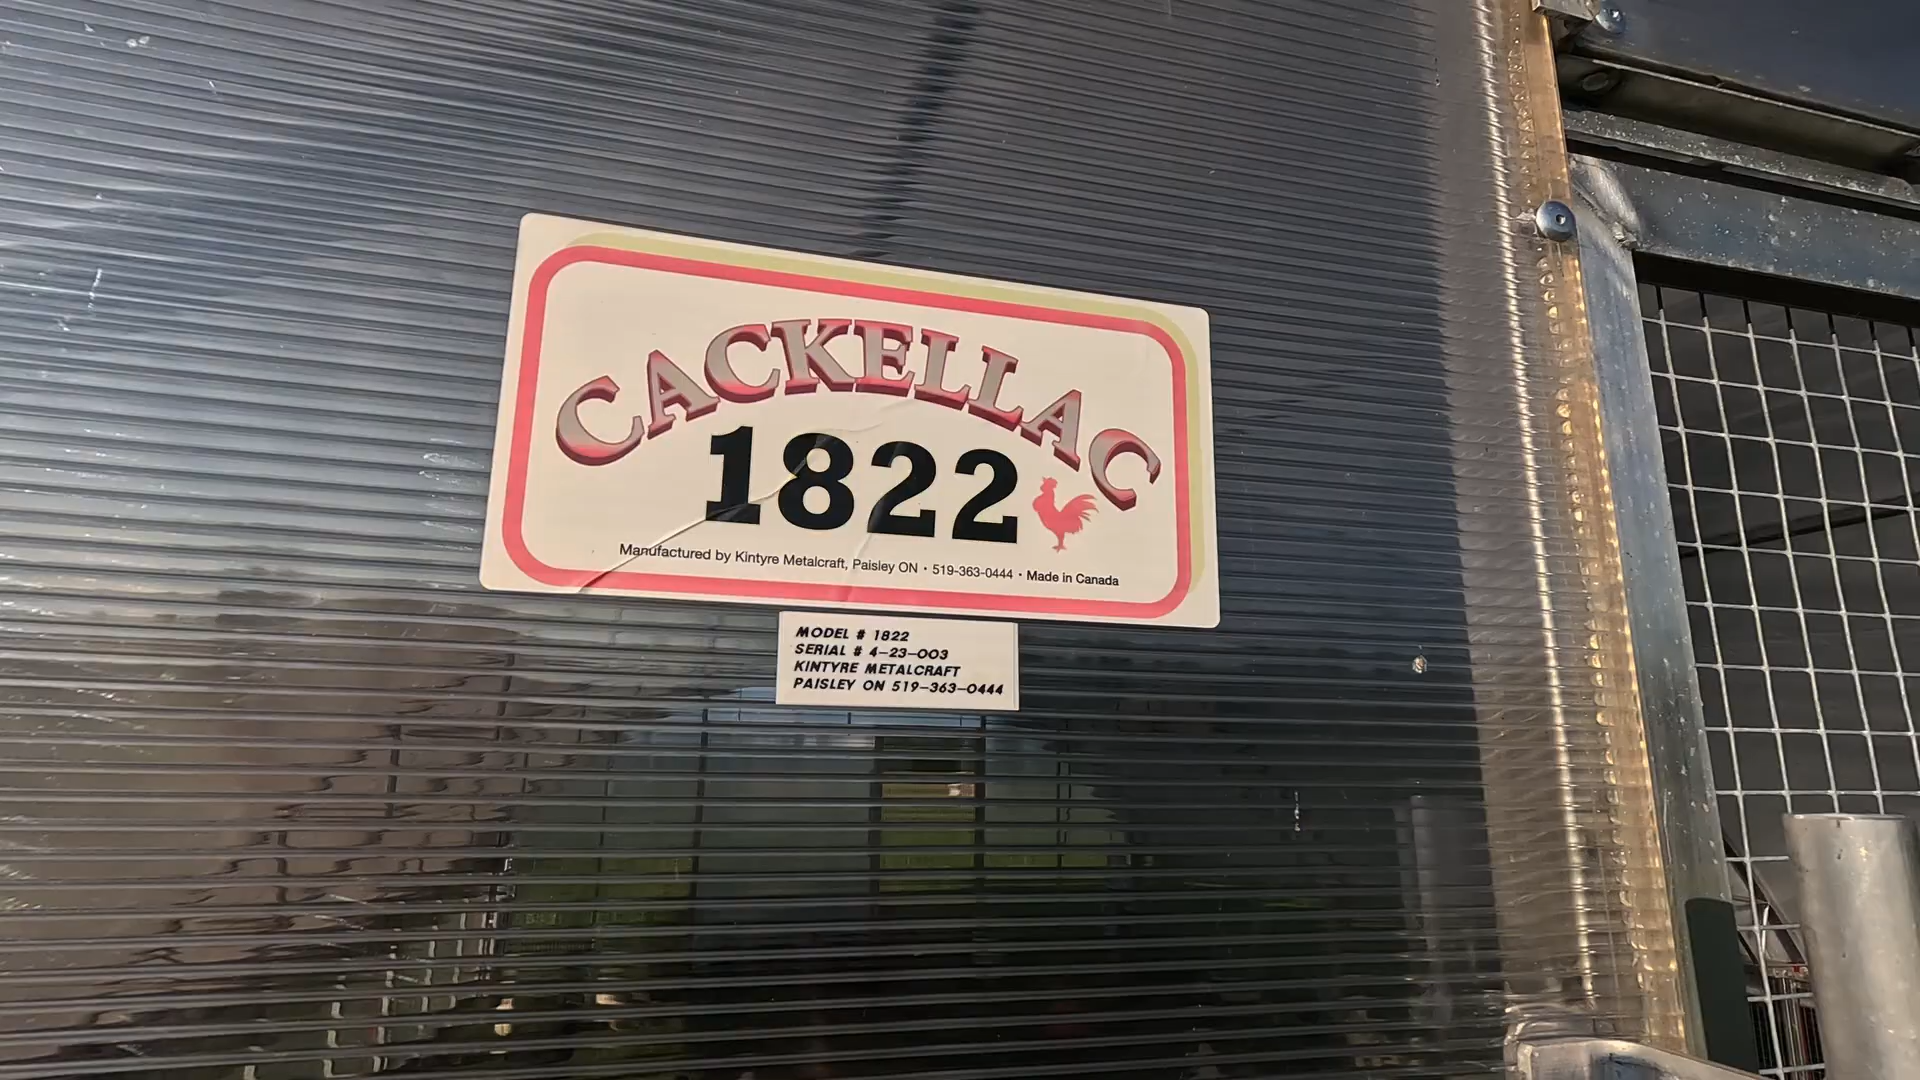 CACKELLAC
1822
Manufactured by Kintyre Metalcraft, Paisley ON • 519-363-0444 • Made in Canada
MODEL # 1822
SERIAL # 4-23-003
KINTYRE METALCRAFT
PAISLEY ON 519-363-0444